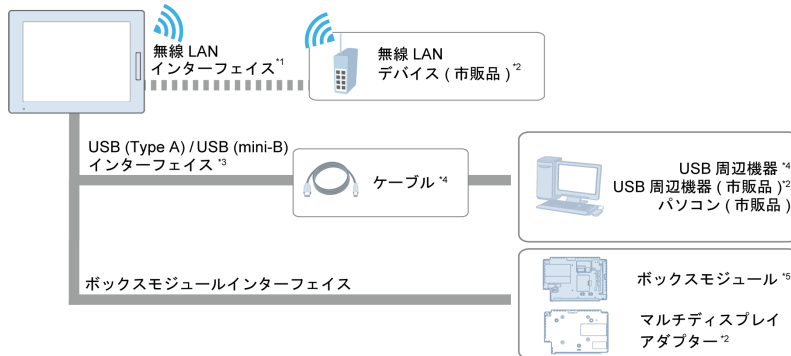 無線 LAN
インターフェイス*1
無線 LAN
デバイス ( 市販品 )*2
USB (Type A) / USB (mini-B)
インターフェイス *3
ケーブル *4
USB 周辺機器 *4
USB 周辺機器 ( 市販品 )*2
パソコン ( 市販品 )
ボックスモジュールインターフェイス
ボックスモジュール *5
マルチディスプレイ
アダプター *2